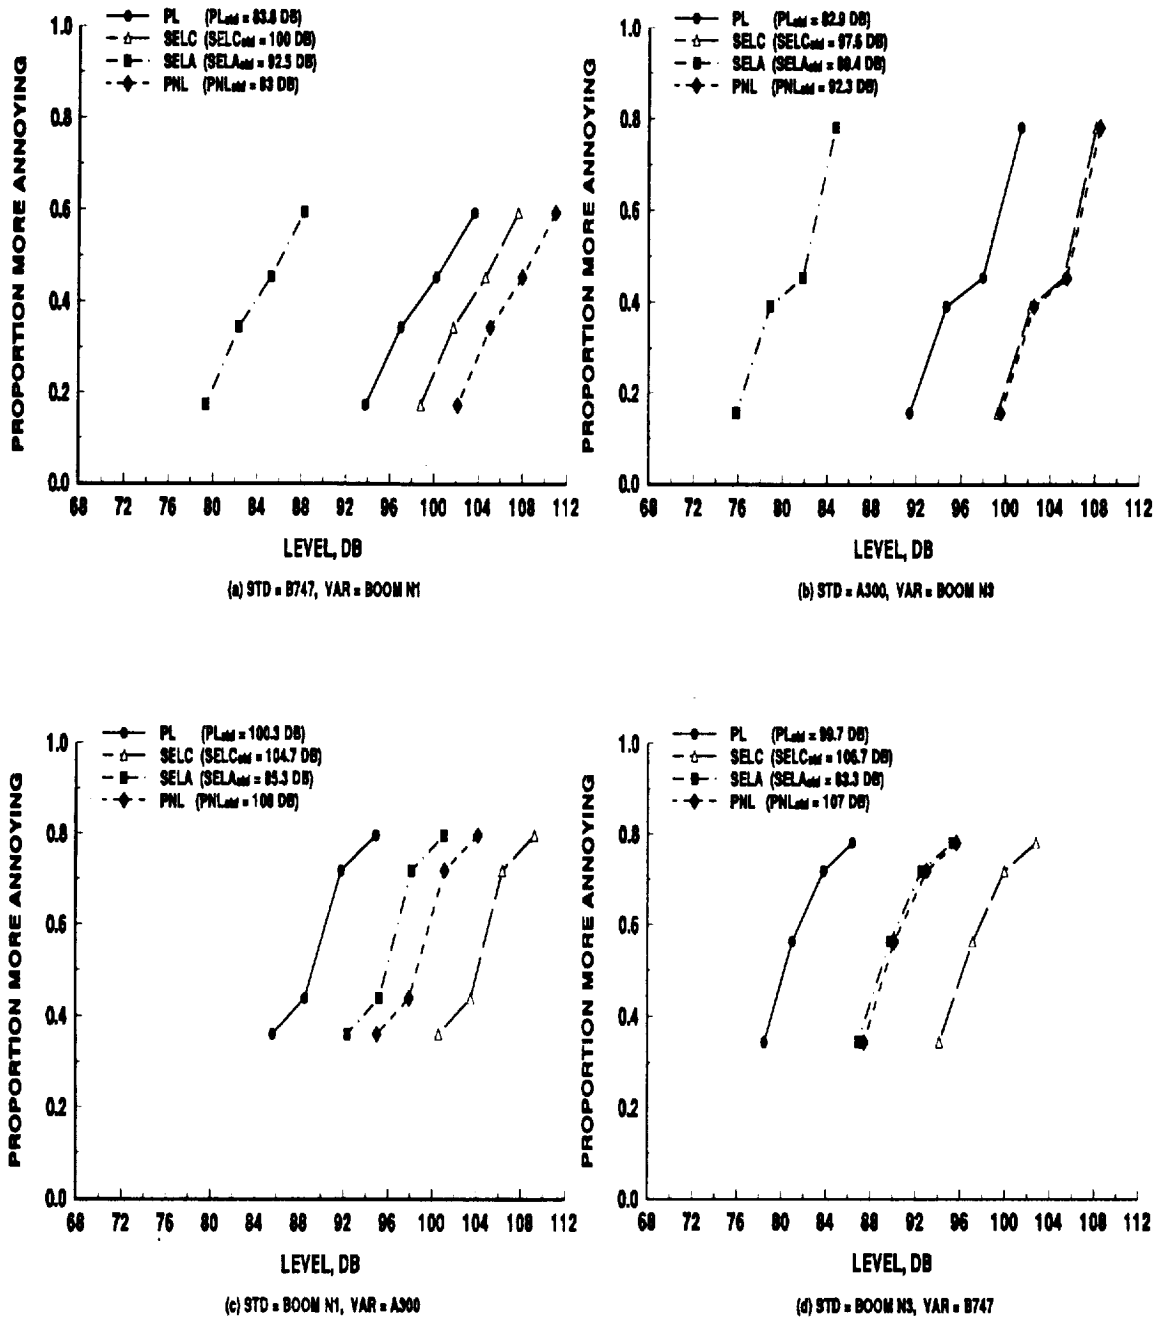 PL (PLstd = 83.8 DB)
SELC (SELCstd = 100 DB)
SELA (SELAstd = 92.5 DB)
PNL (PNLstd = 93 DB)
PROPORTION MORE ANNOYING
1.0
0.8
0.6
0.4
0.2
0.0
68 72 76 80 84 88 92 96 100 104 108 112
LEVEL, DB
(a) STD = B747, VAR = BOOM N1
PL (PLstd = 82.9 DB)
SELC (SELCstd = 97.6 DB)
SELA (SELAstd = DB)
PNL (PNLstd = 92.3 DB)
PROPORTION MORE ANNOYING
1.0
0.8
0.6
0.4
0.2
0.0
68 72 76 80 84 88 92 96 100 104 108 112
LEVEL, DB
(b) STD = A300, VAR = BOOM N3
PL (PLstd = 100.3 DB)
SELC (SELCstd = 104.7 DB)
SELA (SELAstd = 85.3 DB)
PNL (PNLstd = 108 DB)
PROPORTION MORE ANNOYING
1.0
0.8
0.6
0.4
0.2
0.0
68 72 76 80 84 88 92 96 100 104 108 112
LEVEL, DB
(c) STD = BOOM N1, VAR = A300
PL (PLstd = 99.7 DB)
SELC (SELCstd = 106.7 DB)
SELA (SELAstd = 83.3 DB)
PNL (PNLstd = 107 DB)
PROPORTION MORE ANNOYING
1.0
0.8
0.6
0.4
0.2
0.0
68 72 76 80 84 88 92 96 100 104 108 112
LEVEL, DB
(d) STD = BOOM N3, VAR = B747